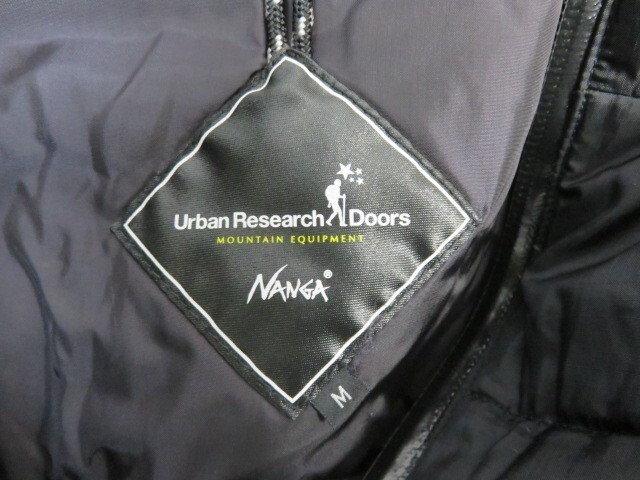 Urban Research Doors
MOUNTAIN EQUIPMENT
NANGA®
M